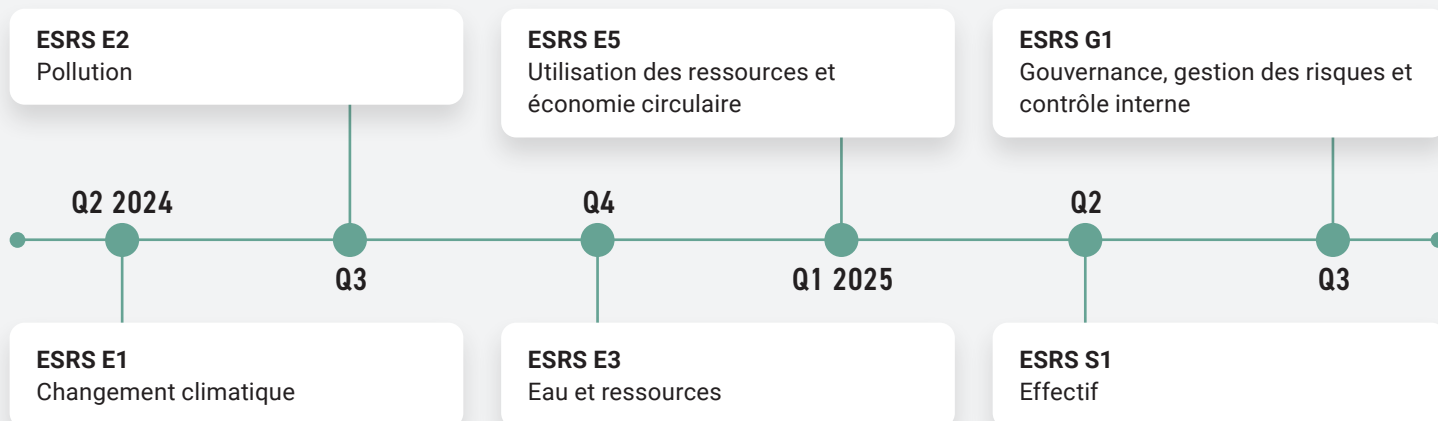 ESRS E2
Pollution
ESRS E5
Utilisation des ressources et
économie circulaire
ESRS G1
Gouvernance, gestion des risques et
contrôle interne
Q2 2024
Q3
Q4
Q1 2025
Q2
Q3
ESRS E1
Changement climatique
ESRS E3
Eau et ressources
ESRS S1
Effectif